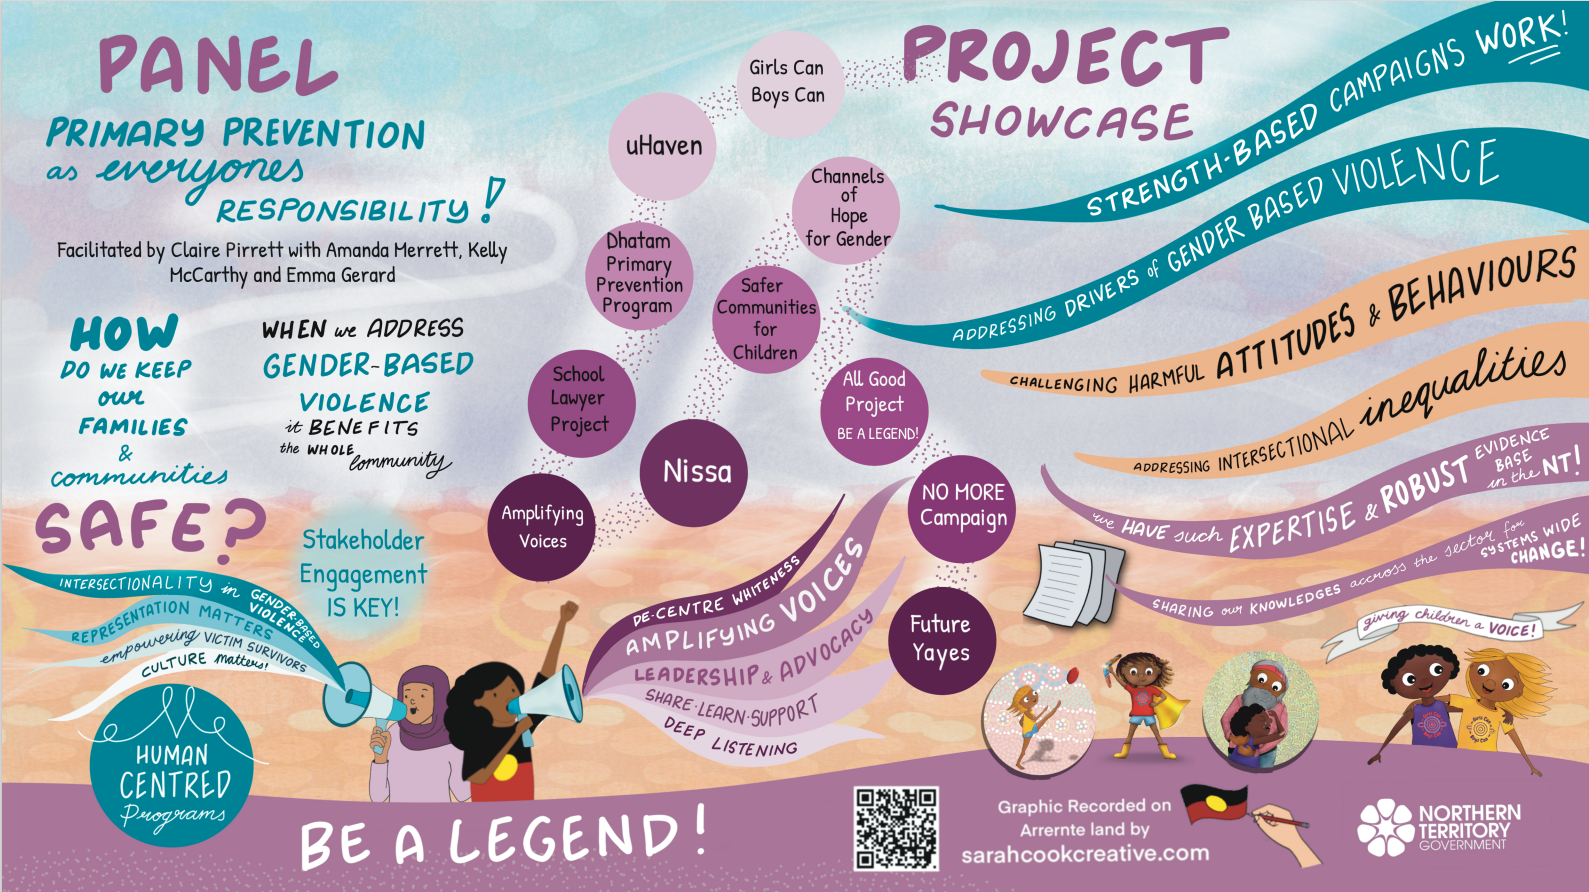 PANEL
PRIMARY PREVENTION
as everyones
RESPONSIBILITY!
Facilitated by Claire Pirrett with Amanda Merrett, Kelly
McCarthy and Emma Gerard
HOW
DO WE KEEP
our
FAMILIES
&
communities
SAFE?
WHEN we ADDRESS
GENDER-BASED
VIOLENCE
it BENEFITS
the WHOLE
Community
Stakeholder
Engagement
IS KEY!
INTERSECTIONALITY in GENDER-BASED
VIOLENCE
REPRESENTATION MATTERS
empowering VICTIM SURVIVORS
CULTURE matters!
HUMAN
CENTRED
Programs
BE A LEGEND!
PROJECT
SHOWCASE
Girls Can
Boys Can
uHaven
Channels
of
Hope
for Gender
Dhatam
Primary
Prevention
Program
Safer
Communities
for
Children
School
Lawyer
Project
All Good
Project
BE A LEGEND!
Nissa
Amplifying
Voices
NO MORE
Campaign
Future
Yayes
DE-CENTRE WHITENESS
AMPLIFYING VOICES
LEADERSHIP & ADVOCACY
SHARE·LEARN·SUPPORT
DEEP LISTENING
STRENGTH-BASED CAMPAIGNS WORK!
ADDRESSING DRIVERS of GENDER BASED VIOLENCE
CHALLENGING HARMFUL ATTITUDES & BEHAVIOURS
ADDRESSING INTERSECTIONAL inequalities
we HAVE such EXPERTISE & ROBUST EVIDENCE
BASE
in the NT!
SHARING our KNOWLEDGES accross the sector for
SYSTEMS WIDE
CHANGE!
giving children a VOICE!
Girls Can
Boys Can
Graphic Recorded on
Arrernte land by
sarahcookcreative.com
NORTHERN
TERRITORY
GOVERNMENT